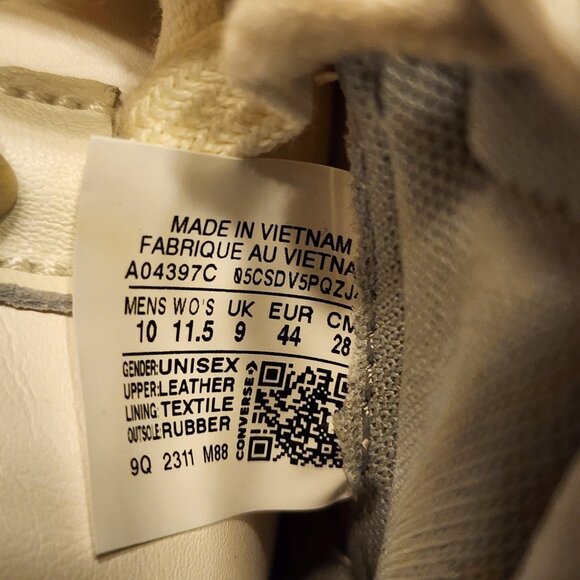 MADE IN VIETNAM
FABRIQUE AU VIETNA
A04397C 05CSDV5PQZJ
MENS WO'S UK EUR CM
10 11.5 9 44 28
GENDER:UNISEX
UPPER:LEATHER
LINING:TEXTILE
OUTSOLE:RUBBER
CONVERSE
9Q 2311 M88